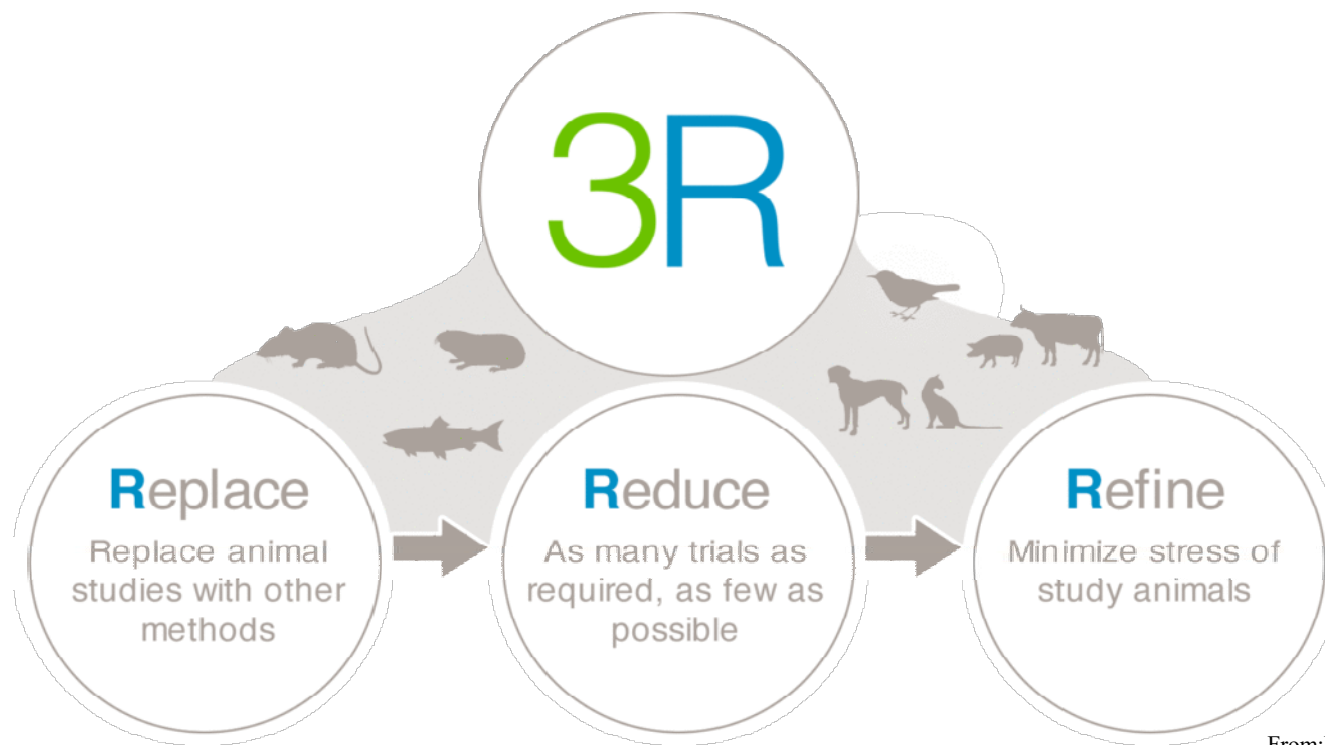 3R
Replace
Replace animal
studies with other
methods
Reduce
As many trials as
required, as few as
possible
Refine
Minimize stress of
study animals
From: